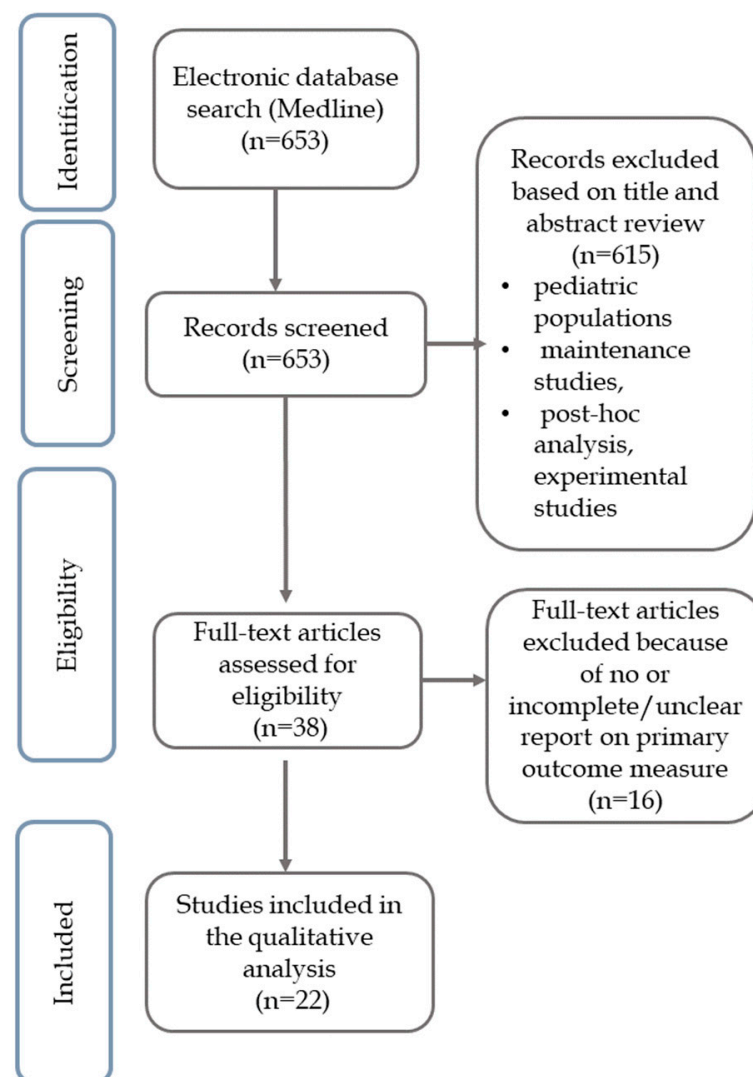 Identification
Electronic database
search (Medline)
(n=653)
Records excluded
based on title and
abstract review
(n=615)
• pediatric
populations
• maintenance
studies,
• post-hoc
analysis,
experimental
studies
Screening
Records screened
(n=653)
Eligibility
Full-text articles
assessed for
eligibility
(n=38)
Full-text articles
excluded because
of no or
incomplete/unclear
report on primary
outcome measure
(n=16)
Included
Studies included in
the qualitative
analysis
(n=22)